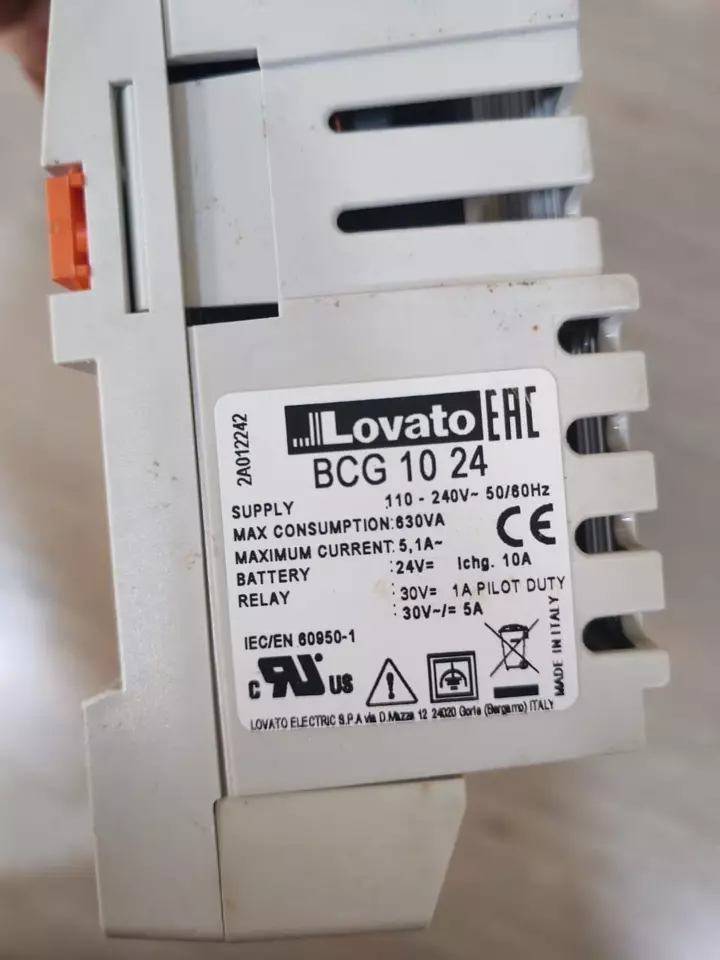 2A012242
Lovato EAC
BCG 10 24
SUPPLY 110 - 240V~ 50/60Hz
MAX CONSUMPTION:630VA
CE
MAXIMUM CURRENT:5,1A~
BATTERY :24V= Ichg. 10A
RELAY :30V= 1A PILOT DUTY
:30V~/= 5A
IEC/EN 60950-1
c RU US
MADE IN ITALY
LOVATO ELECTRIC S.P.A via D.Mazza 12 24020 Gorle (Bergamo) ITALY